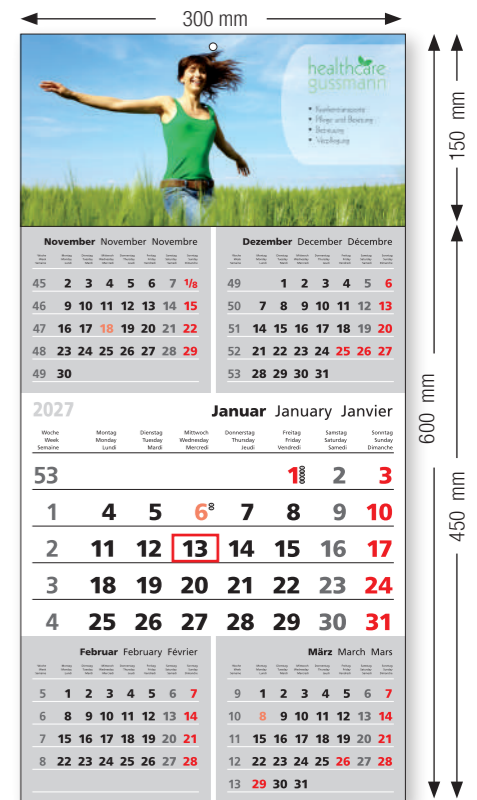 300 mm
healthcare
gussmann
• Krankentransporte
• Pflege und Beratung
• Betreuung
• Verpflegung
150 mm
600 mm
450 mm
November November Novembre
45 2 3 4 5 6 7 1/8
46 9 10 11 12 13 14 15
47 16 17 18 19 20 21 22
48 23 24 25 26 27 28 29
49 30
Dezember December Décembre
49 1 2 3 4 5 6
50 7 8 9 10 11 12 13
51 14 15 16 17 18 19 20
52 21 22 23 24 25 26 27
53 28 29 30 31
2027 Januar January Janvier
Woche Montag Dienstag Mittwoch Donnerstag Freitag Samstag Sonntag
Week Monday Tuesday Wednesday Thursday Friday Saturday Sunday
Semaine Lundi Mardi Mercredi Jeudi Vendredi Samedi Dimanche
53 1 2 3
1 4 5 6 7 8 9 10
2 11 12 13 14 15 16 17
3 18 19 20 21 22 23 24
4 25 26 27 28 29 30 31
Februar February Février
5 1 2 3 4 5 6 7
6 8 9 10 11 12 13 14
7 15 16 17 18 19 20 21
8 22 23 24 25 26 27 28
März March Mars
9 1 2 3 4 5 6 7
10 8 9 10 11 12 13 14
11 15 16 17 18 19 20 21
12 22 23 24 25 26 27 28
13 29 30 31